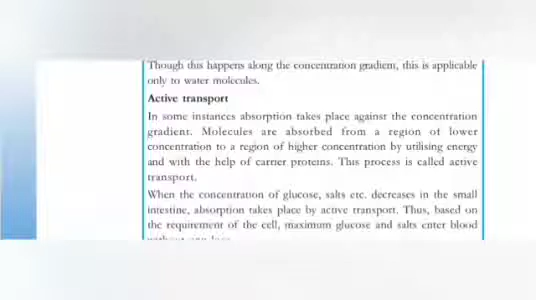 Though this happens along the concentration gradient, this is applicable
only to water molecules.
Active transport
In some instances absorption takes place against the concentration
gradient. Molecules are absorbed from a region of lower
concentration to a region of higher concentration by utilising energy
and with the help of carrier proteins. This process is called active
transport.
When the concentration of glucose, salts etc. decreases in the small
intestine, absorption takes place by active transport. Thus, based on
the requirement of the cell, maximum glucose and salts enter blood
without any loss.